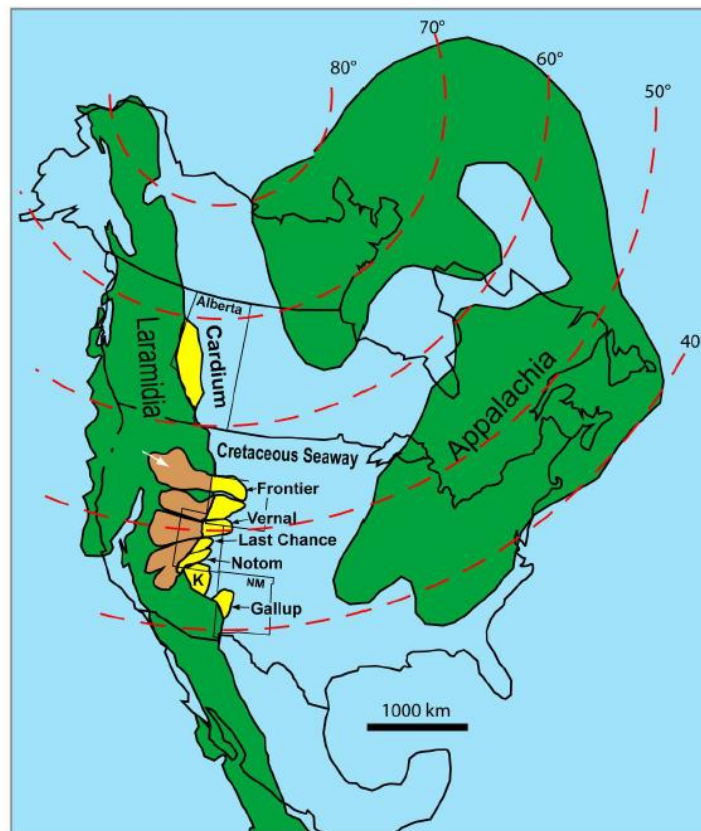 70°
60°
80°
50°
Alberta
Laramidia
Cardium
40°
Appalachia
Cretaceous Seaway
Frontier
Vernal
Last Chance
Notom
K
NM
Gallup
1000 km